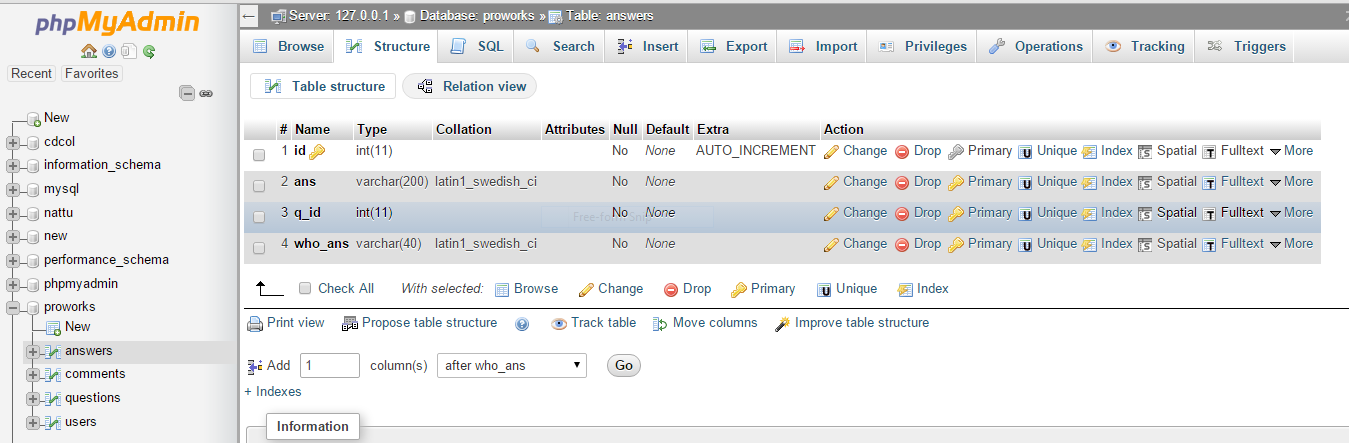 phpMyAdmin
Recent Favorites
New
cdcol
information_schema
mysql
nattu
new
performance_schema
phpmyadmin
proworks
New
answers
comments
questions
users
Server: 127.0.0.1 » Database: proworks » Table: answers
Browse Structure SQL Search Insert Export Import Privileges Operations Tracking Triggers
Table structure Relation view
# Name Type Collation Attributes Null Default Extra Action
1 id int(11) No None AUTO_INCREMENT Change Drop Primary Unique Index Spatial Fulltext More
2 ans varchar(200) latin1_swedish_ci No None Change Drop Primary Unique Index Spatial Fulltext More
3 q_id int(11) No None Change Drop Primary Unique Index Spatial Fulltext More
4 who_ans varchar(40) latin1_swedish_ci No None Change Drop Primary Unique Index Spatial Fulltext More
Check All With selected: Browse Change Drop Primary Unique Index
Print view Propose table structure Track table Move columns Improve table structure
Add 1 column(s) after who_ans Go
+ Indexes
Information